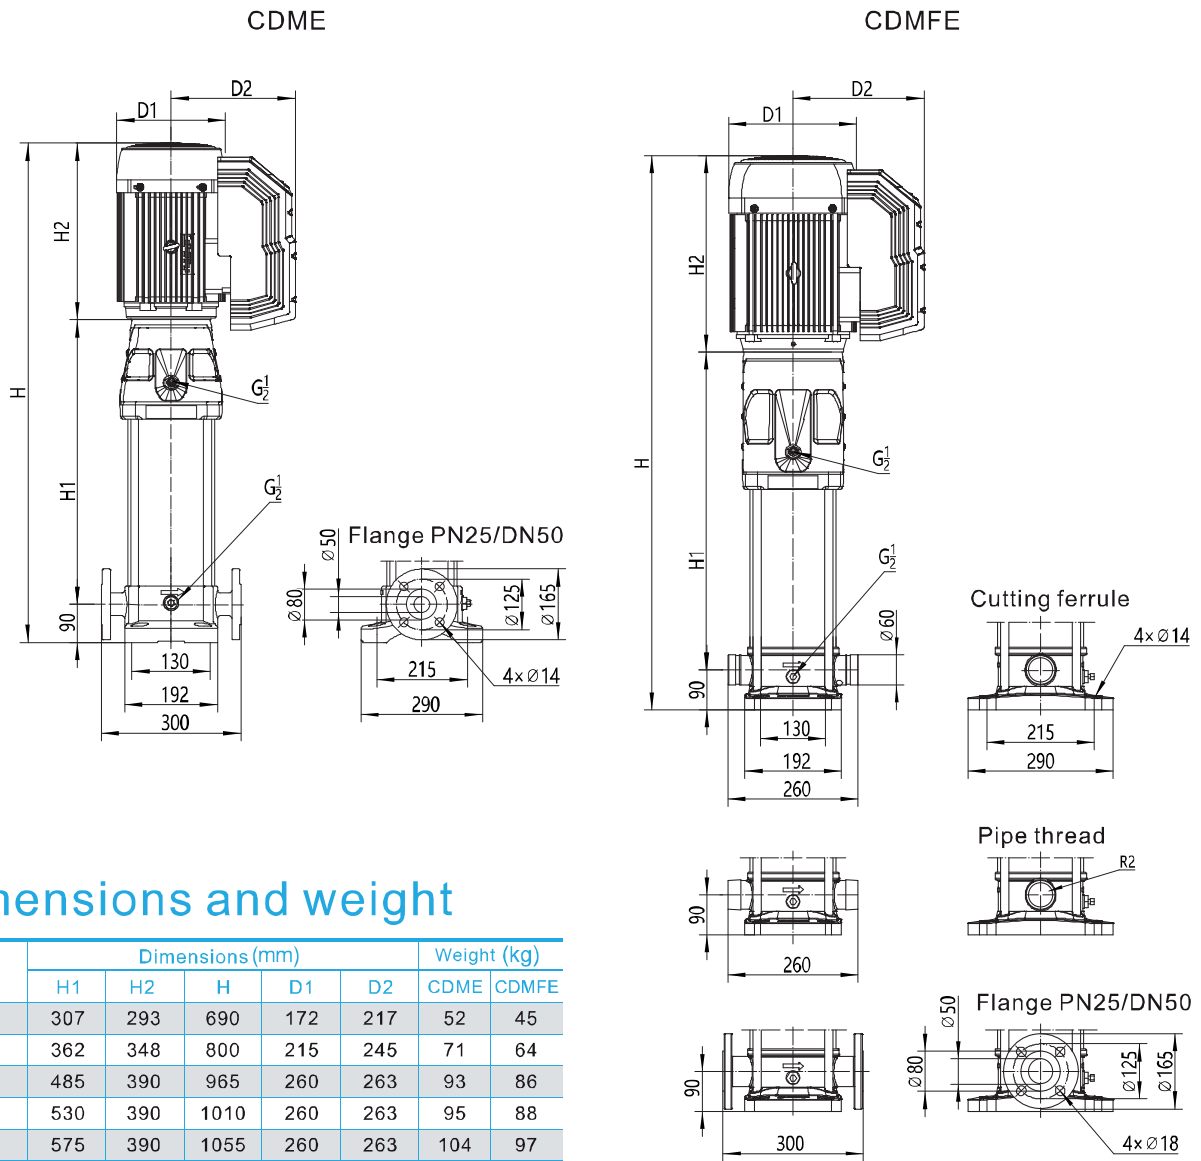 CDME
CDMFE
D2
D1
H2
H
G1/2
H1
G1/2
90
130
192
300
Flange PN25/DN50
Ø50
Ø80
Ø125
Ø165
215
4×Ø14
290
D2
D1
H2
H
G1/2
H1
G1/2
Ø60
90
130
192
260
Cutting ferrule
4×Ø14
215
290
Pipe thread
R2
90
260
Flange PN25/DN50
Ø50
Ø80
Ø125
Ø165
4×Ø18
90
300
mensions and weight
Dimensions (mm) Weight (kg)
H1 H2 H D1 D2 CDME CDMFE
307 293 690 172 217 52 45
362 348 800 215 245 71 64
485 390 965 260 263 93 86
530 390 1010 260 263 95 88
575 390 1055 260 263 104 97